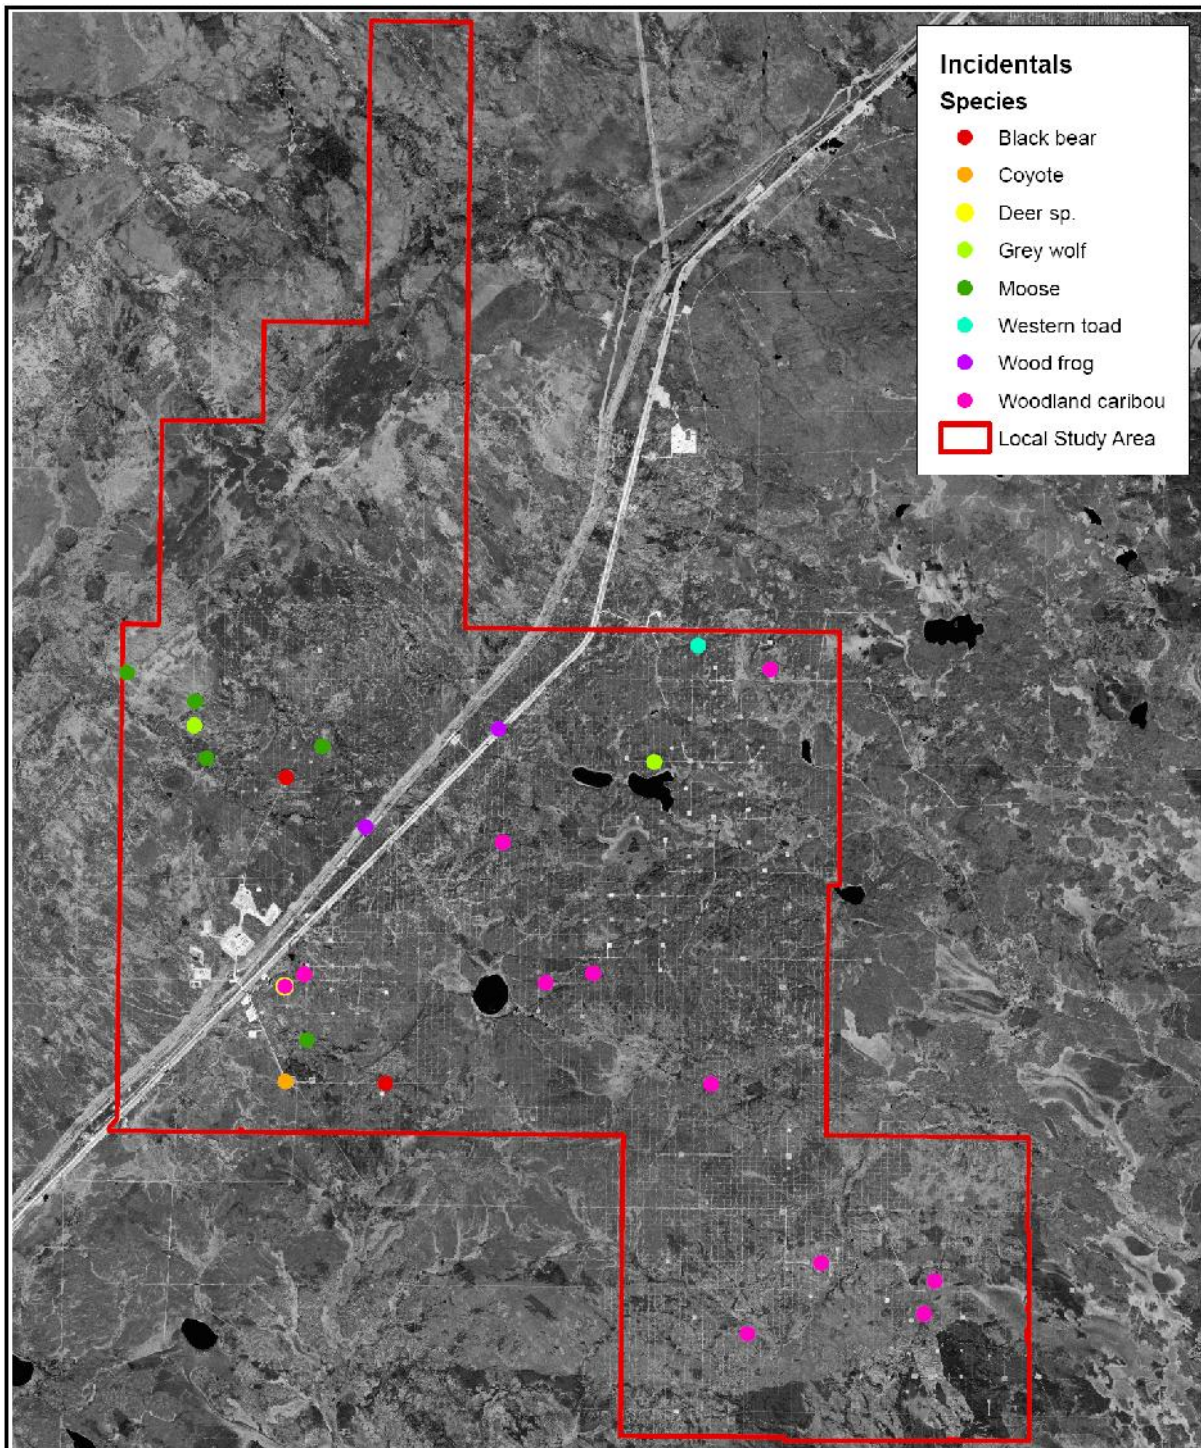 Incidentals
Species
Black bear
Coyote
Deer sp.
Grey wolf
Moose
Western toad
Wood frog
Woodland caribou
Local Study Area